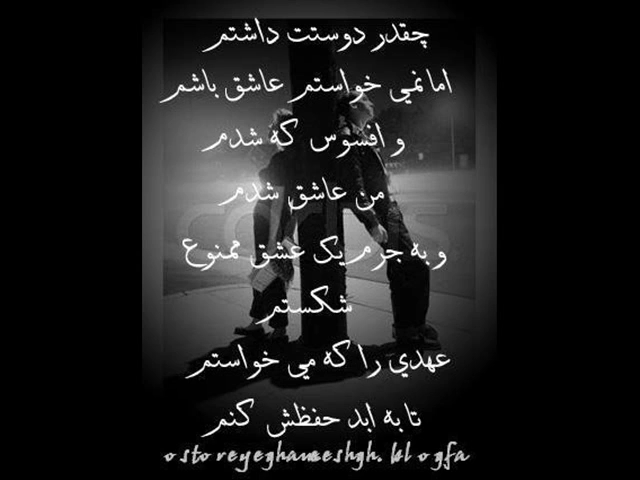 چقدر دوستت داشتم
اما نمي خواستم عاشق باشم
و افسوس که شدم
من عاشق شدم
و به جرم یک عشق ممنوع
شکستم
عهدي را که مي خواستم
تا به ابد حفظش کنم
ostoreyeghameshgh.blogfa